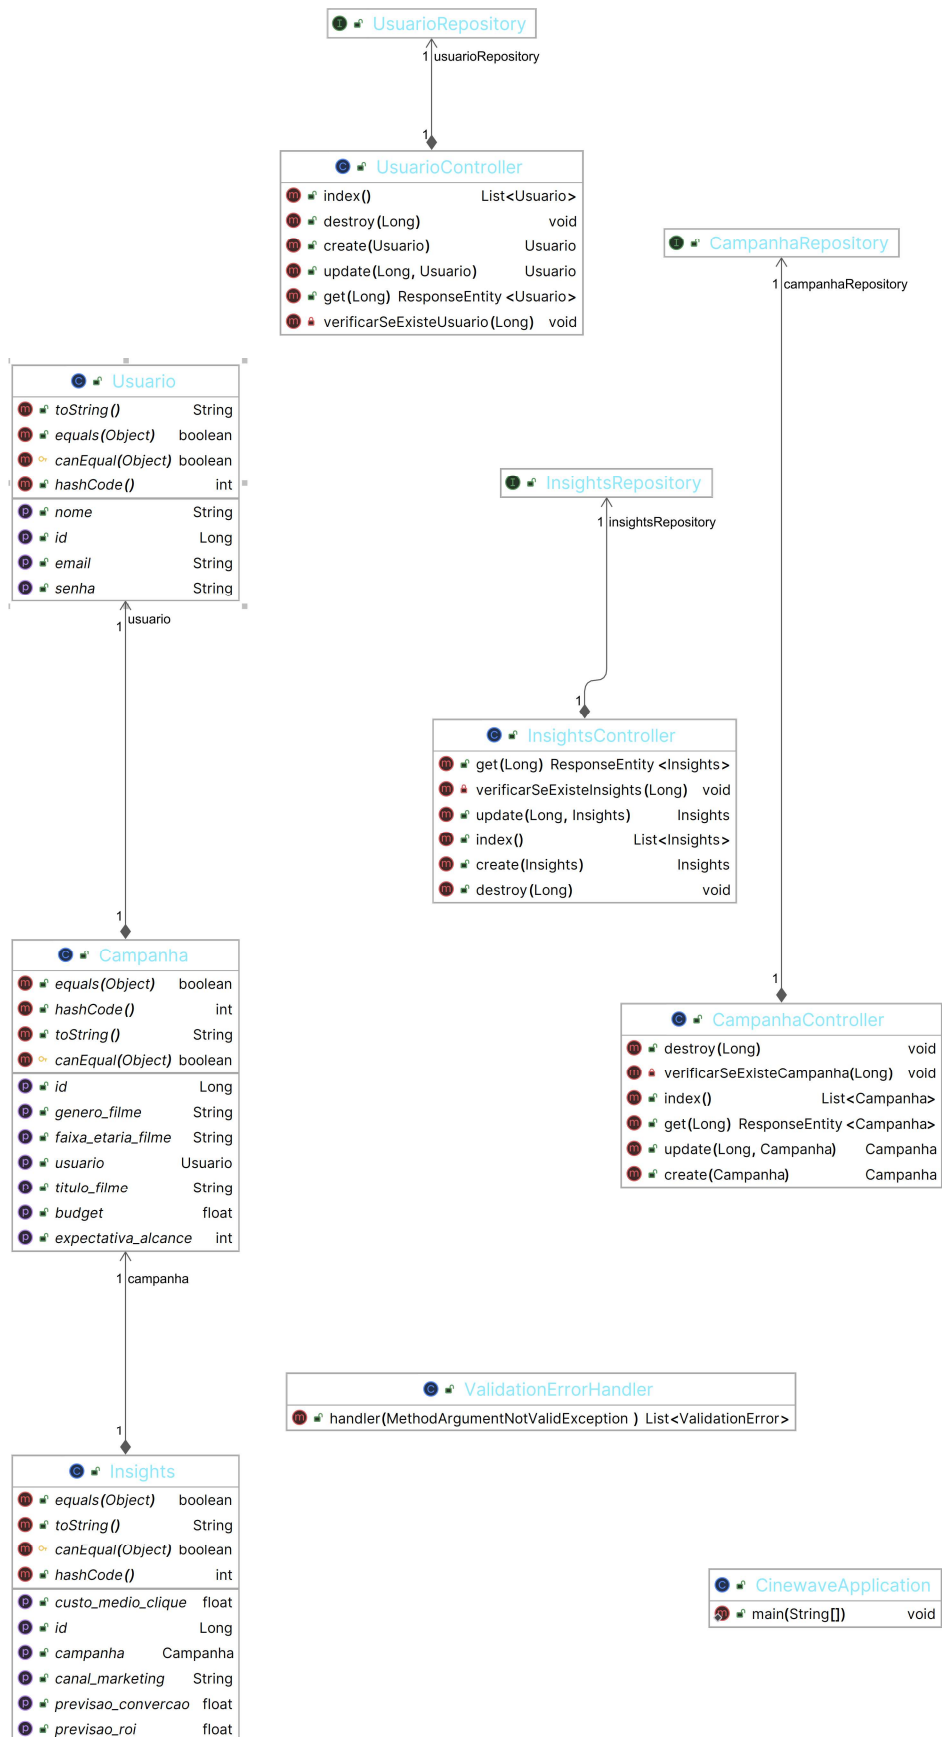 UsuarioRepository
1 usuarioRepository
1
UsuarioController
index() List<Usuario>
destroy(Long) void
create(Usuario) Usuario
update(Long, Usuario) Usuario
get(Long) ResponseEntity <Usuario>
verificarSeExisteUsuario(Long) void
CampanhaRepository
1 campanhaRepository
Usuario
toString() String
equals(Object) boolean
canEqual(Object) boolean
hashCode() int
nome String
id Long
email String
senha String
1 usuario
InsightsRepository
1 insightsRepository
1
InsightsController
get(Long) ResponseEntity <Insights>
verificarSeExisteInsights(Long) void
update(Long, Insights) Insights
index() List<Insights>
create(Insights) Insights
destroy(Long) void
1
Campanha
equals(Object) boolean
hashCode() int
toString() String
canEqual(Object) boolean
id Long
genero_filme String
faixa_etaria_filme String
usuario Usuario
titulo_filme String
budget float
expectativa_alcance int
1 campanha
1
CampanhaController
destroy(Long) void
verificarSeExisteCampanha(Long) void
index() List<Campanha>
get(Long) ResponseEntity <Campanha>
update(Long, Campanha) Campanha
create(Campanha) Campanha
ValidationErrorHandler
handler(MethodArgumentNotValidException ) List<ValidationError>
1
Insights
equals(Object) boolean
toString() String
canEqual(Object) boolean
hashCode() int
custo_medio_clique float
id Long
campanha Campanha
canal_marketing String
previsao_convercao float
previsao_roi float
CinewaveApplication
main(String[]) void